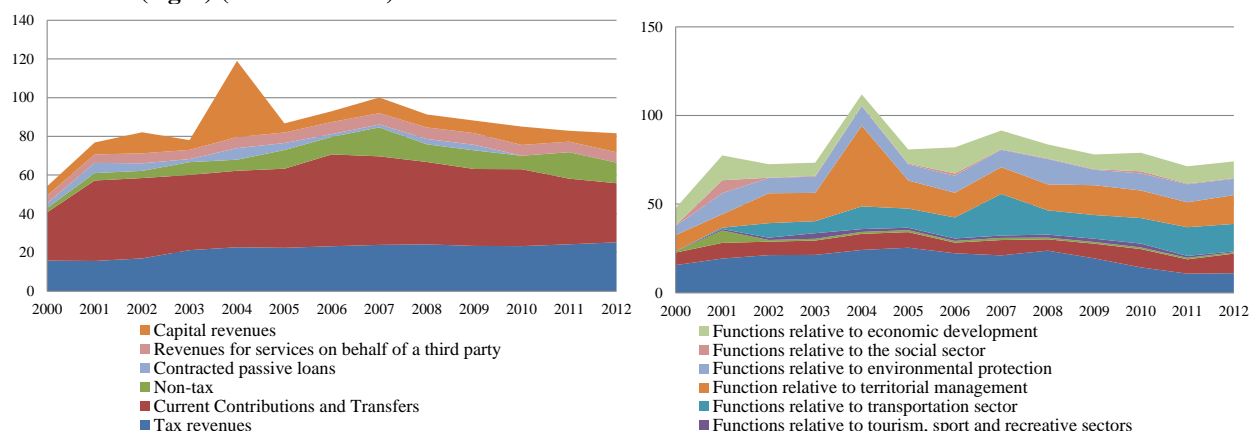 140
120
100
80
60
40
20
0
2000 2001 2002 2003 2004 2005 2006 2007 2008 2009 2010 2011 2012
Capital revenues
Revenues for services on behalf of a third party
Contracted passive loans
Non-tax
Current Contributions and Transfers
Tax revenues
150
100
50
0
2000 2001 2002 2003 2004 2005 2006 2007 2008 2009 2010 2011 2012
Functions relative to economic development
Functions relative to the social sector
Functions relative to environmental protection
Function relative to territorial management
Functions relative to transportation sector
Functions relative to tourism, sport and recreative sectors